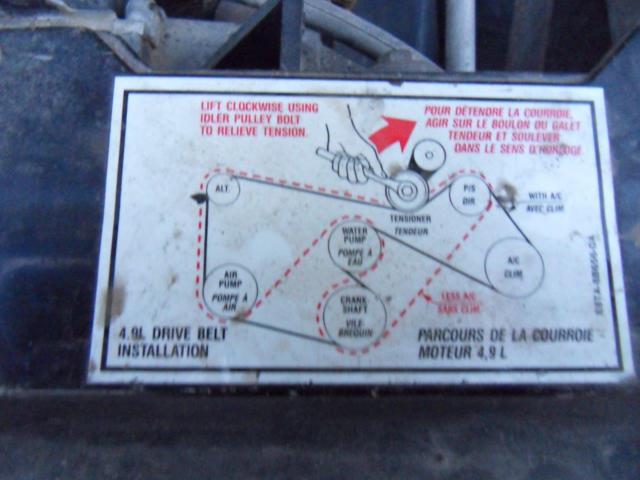 LIFT CLOCKWISE USING
IDLER PULLEY BOLT
TO RELIEVE TENSION.
POUR DÉTENDRE LA COURROIE,
AGIR SUR LE BOULON DU GALET
TENDEUR ET SOULEVER
DANS LE SENS D'HORLOGE.
ALT.
P/S
DIR
WITH A/C
AVEC CLIM.
TENSIONER
TENDEUR
WATER
PUMP
POMPE À
EAU
A/C
CLIM.
AIR
PUMP
POMPE À
AIR
CRANK
SHAFT
VILE-
BREQUIN
LESS A/C
SANS CLIM.
4.9L DRIVE BELT
INSTALLATION
PARCOURS DE LA COURROIE
MOTEUR 4,9 L